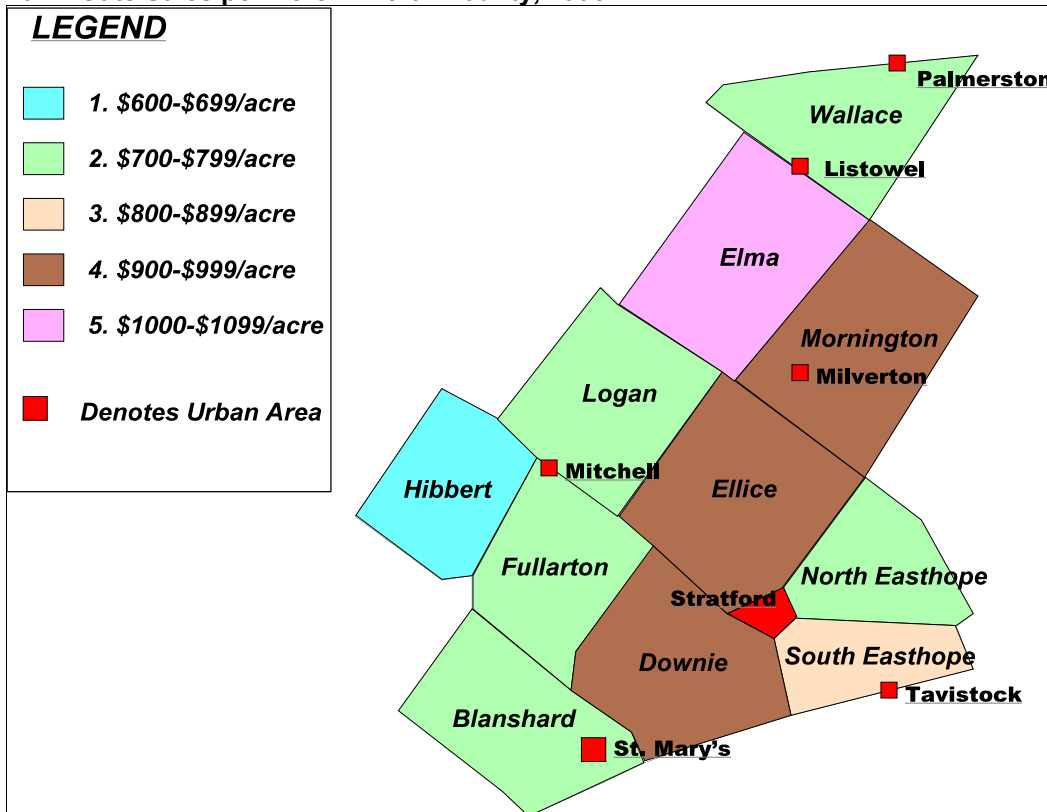 LEGEND
1. $600-$699/acre
2. $700-$799/acre
3. $800-$899/acre
4. $900-$999/acre
5. $1000-$1099/acre
Denotes Urban Area
Palmerston
Wallace
Listowel
Elma
Mornington
Milverton
Logan
Mitchell
Hibbert
Ellice
Fullarton
North Easthope
Stratford
South Easthope
Downie
Tavistock
Blanshard
St. Mary's